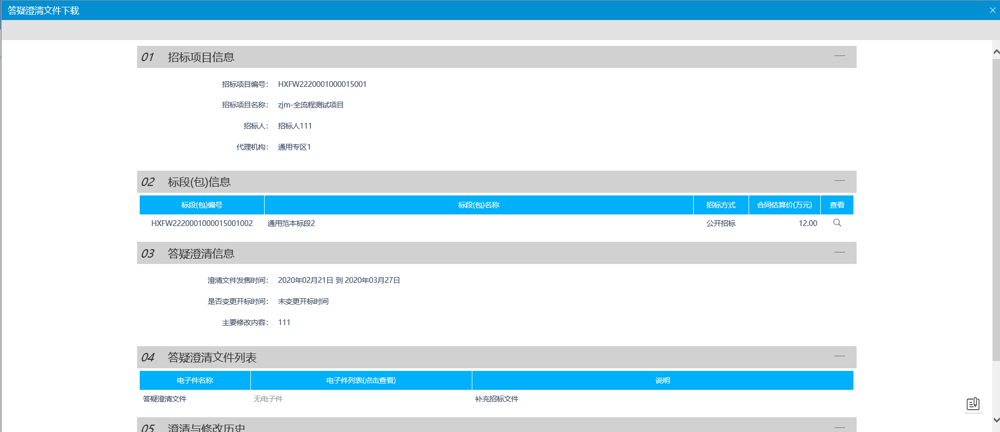 答疑澄清文件下载
01 招标项目信息
招标项目编号： HXFW2220001000015001
招标项目名称： zjm-全流程测试项目
招标人： 招标人111
代理机构： 通用专区1
02 标段(包)信息
标段(包)编号 标段(包)名称 招标方式 合同估算价(万元) 查看
HXFW2220001000015001002 通用范本标段2 公开招标 12.00
03 答疑澄清信息
澄清文件发售时间： 2020年02月21日 到 2020年03月27日
是否变更开标时间： 未变更开标时间
主要修改内容： 111
04 答疑澄清文件列表
电子件名称 电子件列表(点击查看) 说明
答疑澄清文件 无电子件 补充招标文件
05 澄清与修改历史